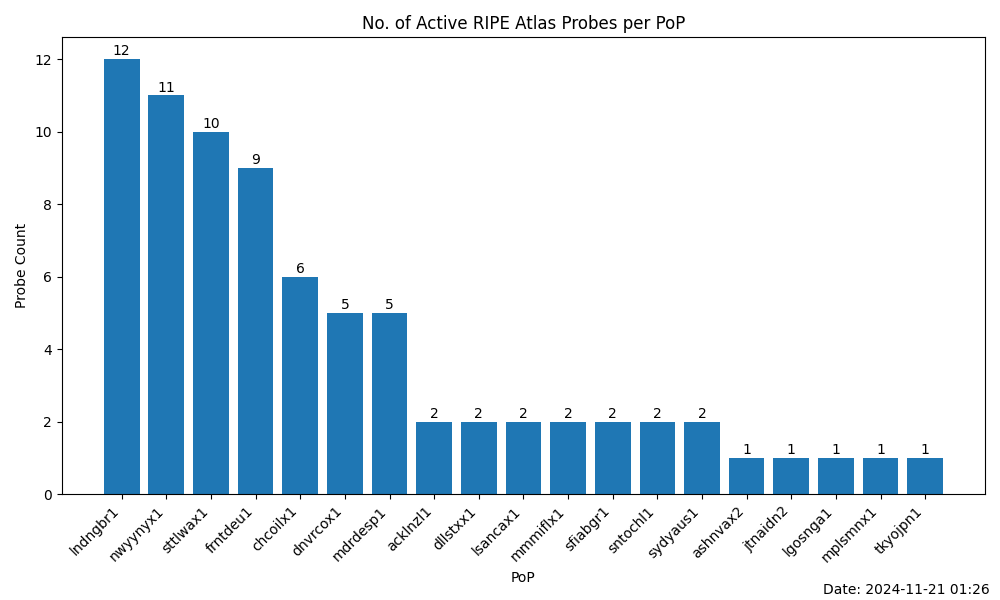 No. of Active RIPE Atlas Probes per PoP
12
11
10
9
6
5
5
2
2
2
2
2
2
2
1
1
1
1
1
12
10
8
6
4
2
0
Probe Count
lndngbr1
nwyynyx1
sttlwax1
frntdeu1
chcoilx1
dnvrcox1
mdrdesp1
acklnzl1
dllstxx1
lsancax1
mmmiflx1
sfiabgr1
sntochl1
sydyaus1
ashnvax2
jtnaidn2
lgosnga1
mplsmnx1
tkyojpn1
PoP
Date: 2024-11-21 01:26